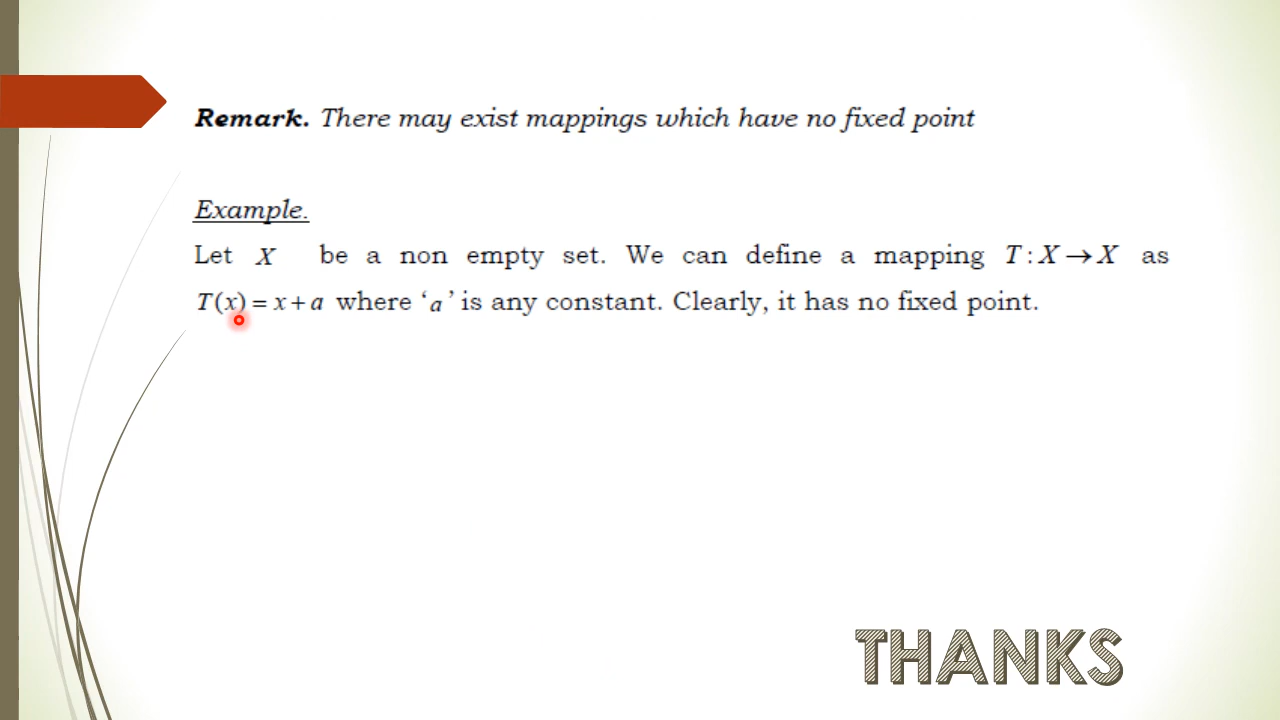 Remark. There may exist mappings which have no fixed point
Example.
Let X be a non empty set. We can define a mapping T : X → X as
T(x) = x + a where ‘a’ is any constant. Clearly, it has no fixed point.
THANKS